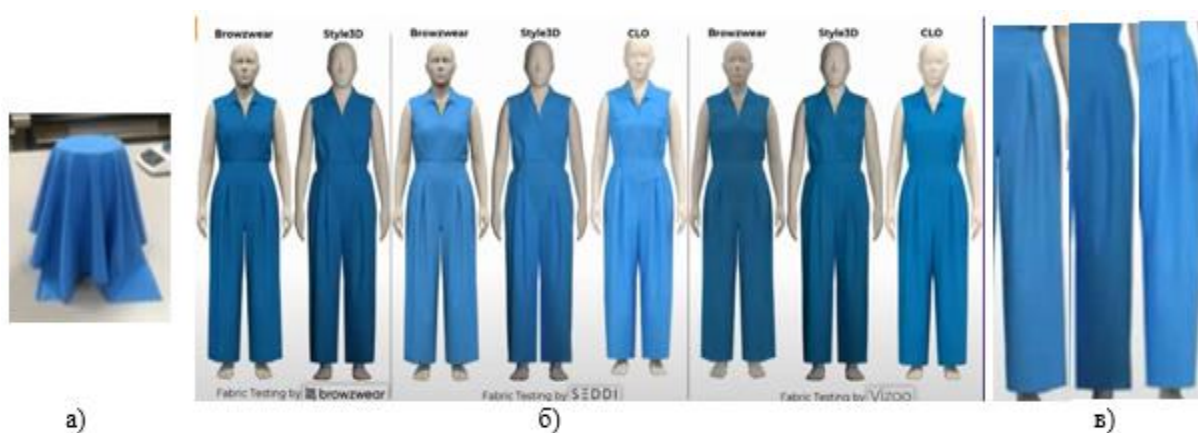 Browzwear Style3D Browzwear Style3D CLO Browzwear Style3D CLO
Fabric Testing by browzwear Fabric Testing by SEDDI Fabric Testing by Vizoo
а) б) в)